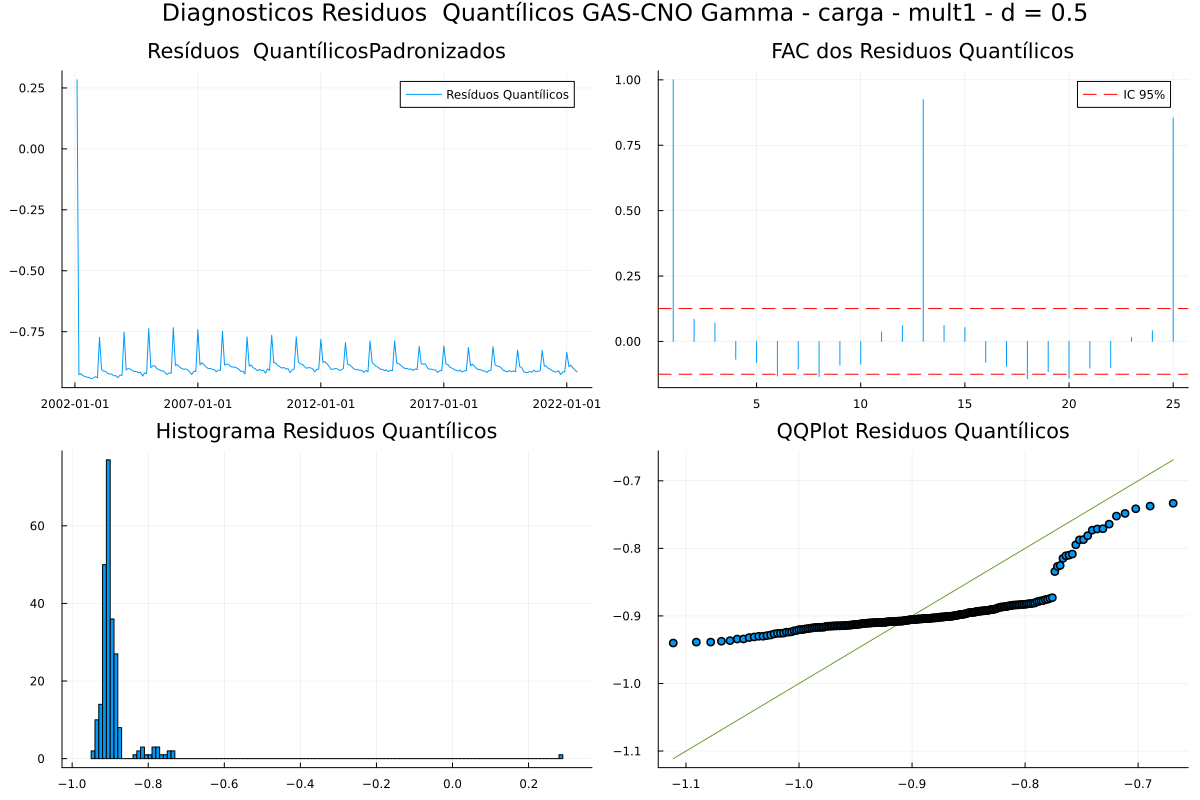 Diagnosticos Residuos  Quantílicos GAS-CNO Gamma - carga - mult1 - d = 0.5
Resíduos  QuantílicosPadronizados
Resíduos Quantílicos
0.25
0.00
−0.25
−0.50
−0.75
2002-01-01 2007-01-01 2012-01-01 2017-01-01 2022-01-01
FAC dos Residuos Quantílicos
IC 95%
1.00
0.75
0.50
0.25
0.00
5 10 15 20 25
Histograma Residuos Quantílicos
60
40
20
0
−1.0 −0.8 −0.6 −0.4 −0.2 0.0 0.2
QQPlot Residuos Quantílicos
−0.7
−0.8
−0.9
−1.0
−1.1
−1.1 −1.0 −0.9 −0.8 −0.7